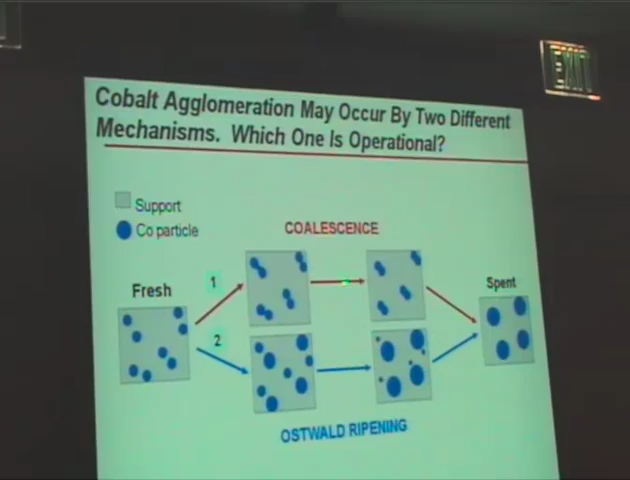 EXIT
Cobalt Agglomeration May Occur By Two Different
Mechanisms. Which One Is Operational?
Support
Co particle
COALESCENCE
Fresh
1
Spent
2
OSTWALD RIPENING